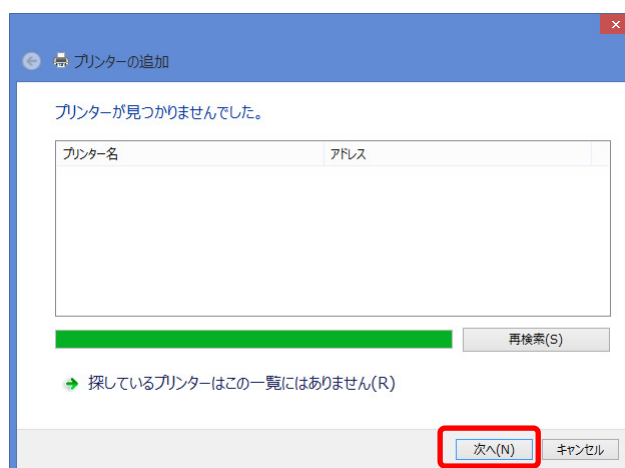 プリンターの追加
プリンターが見つかりませんでした。
プリンター名 アドレス
再検索(S)
探しているプリンターはこの一覧にはありません(R)
次へ(N) キャンセル